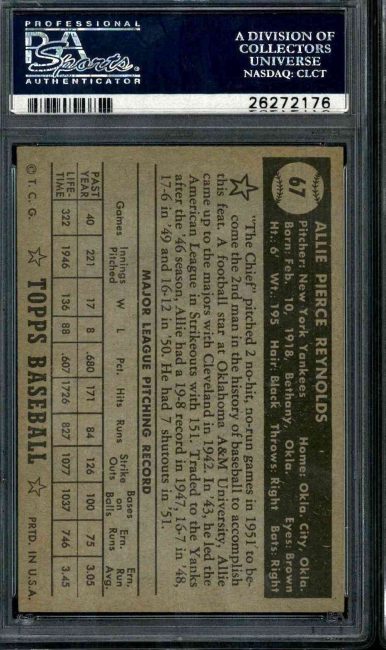 PROFESSIONAL
PSA
Sports
AUTHENTICATOR
A DIVISION OF
COLLECTORS
UNIVERSE
NASDAQ: CLCT
26272176
67
ALLIE PIERCE REYNOLDS
Pitcher: New York Yankees Home: Okla. City, Okla.
Born: Feb. 10, 1918, Bethany, Okla. Eyes: Brown
Ht.: 6 Wt.: 195 Hair: Black Throws: Right Bats: Right
"The Chief" pitched 2 no-hit, no-run games in 1951 to be-
come the 2nd man in the history of baseball to accomplish
this feat. A football star at Oklahoma A&M University, Allie
came up to the majors with Cleveland in 1942. In '43, he led the
American League in Strikeouts with 151. Traded to the Yanks
after the '46 season, Allie had a 19-8 record in 1947, 16-7 in '48,
17-6 in '49 and 16-12 in '50. He had 7 shutouts in '51.
MAJOR LEAGUE PITCHING RECORD
Games Innings Pitched W L Pct. Hits Runs Strike Outs Bases on Balls Ern. Runs Ern. Run Avg.
PAST YEAR 40 221 17 8 .680 171 84 126 100 75 3.05
LIFE-TIME 322 1946 136 88 .607 1726 827 1077 1037 746 3.45
© T. C. G. TOPPS BASEBALL PRTD. IN U.S.A.